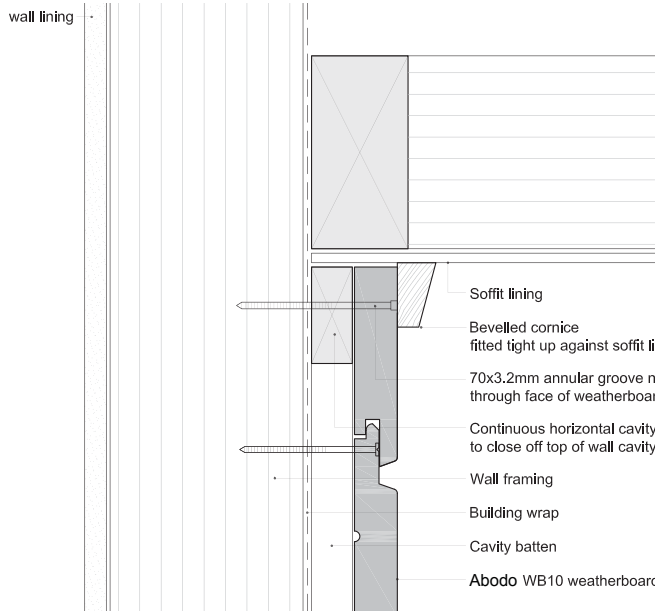 wall lining
Soffit lining
Bevelled cornice
fitted tight up against soffit li
70x3.2mm annular groove n
through face of weatherboar
Continuous horizontal cavity
to close off top of wall cavity
Wall framing
Building wrap
Cavity batten
Abodo WB10 weatherboard